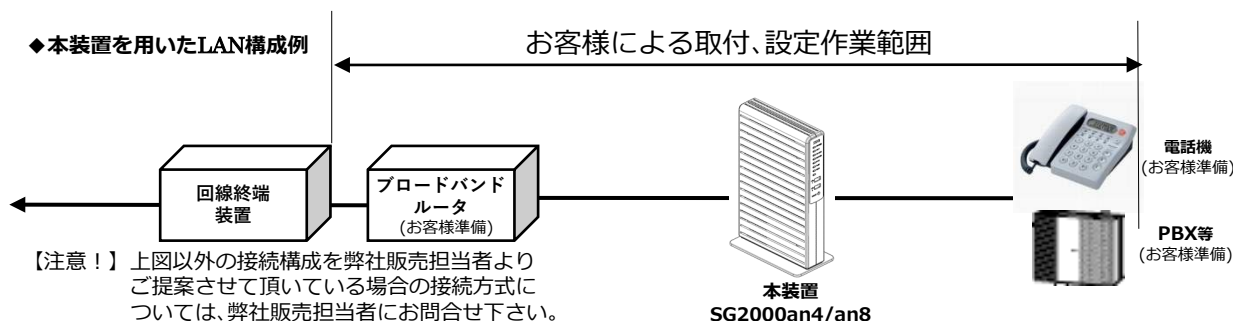 ◆本装置を用いたLAN構成例
お客様による取付、設定作業範囲
回線終端
装置
ブロードバンド
ルータ
(お客様準備)
電話機
(お客様準備)
PBX等
(お客様準備)
本装置
SG2000an4/an8
【注意！】上図以外の接続構成を弊社販売担当者より
ご提案させて頂いている場合の接続方式に
ついては、弊社販売担当者にお問合せ下さい。